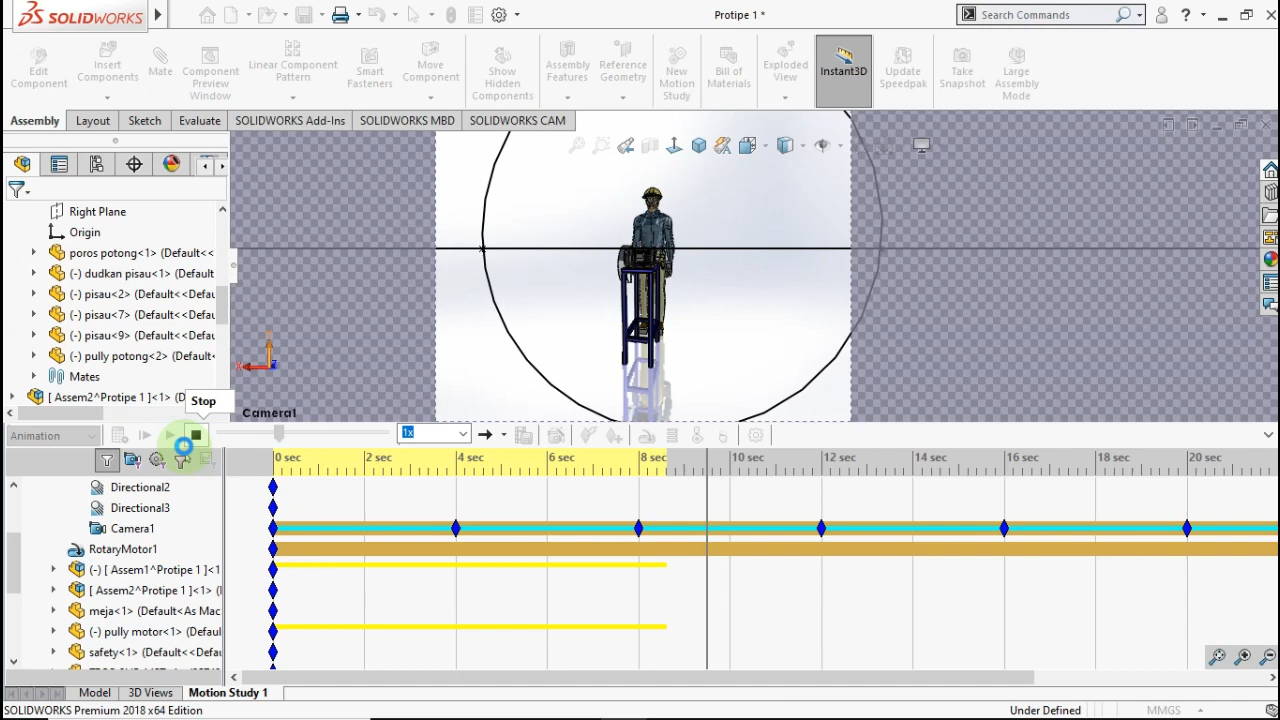 SOLIDWORKS
Protipe 1 *
Search Commands
?
Edit Component
Insert Components
Mate
Component Preview Window
Linear Component Pattern
Smart Fasteners
Move Component
Show Hidden Components
Assembly Features
Reference Geometry
New Motion Study
Bill of Materials
Exploded View
Instant3D
Update Speedpak
Take Snapshot
Large Assembly Mode
Assembly
Layout
Sketch
Evaluate
SOLIDWORKS Add-Ins
SOLIDWORKS MBD
SOLIDWORKS CAM
Right Plane
Origin
poros potong<1> (Default<
(-) dudkan pisau<1> (Default
(-) pisau<2> (Default<<Defau
(-) pisau<7> (Default<<Defau
(-) pisau<9> (Default<<Defau
(-) pully potong<2> (Default<
Mates
[ Assem2^Protipe 1 ]<1> (D
Stop
Camera1
Animation
1x
0 sec
2 sec
4 sec
6 sec
8 sec
10 sec
12 sec
14 sec
16 sec
18 sec
20 sec
Directional2
Directional3
Camera1
RotaryMotor1
(-) [ Assem1^Protipe 1 ]<1
[ Assem2^Protipe 1 ]<1> (
meja<1> (Default<As Mac
(-) pully motor<1> (Defaul
safety<1> (Default<<Defa
Model
3D Views
Motion Study 1
SOLIDWORKS Premium 2018 x64 Edition
Under Defined
MMGS